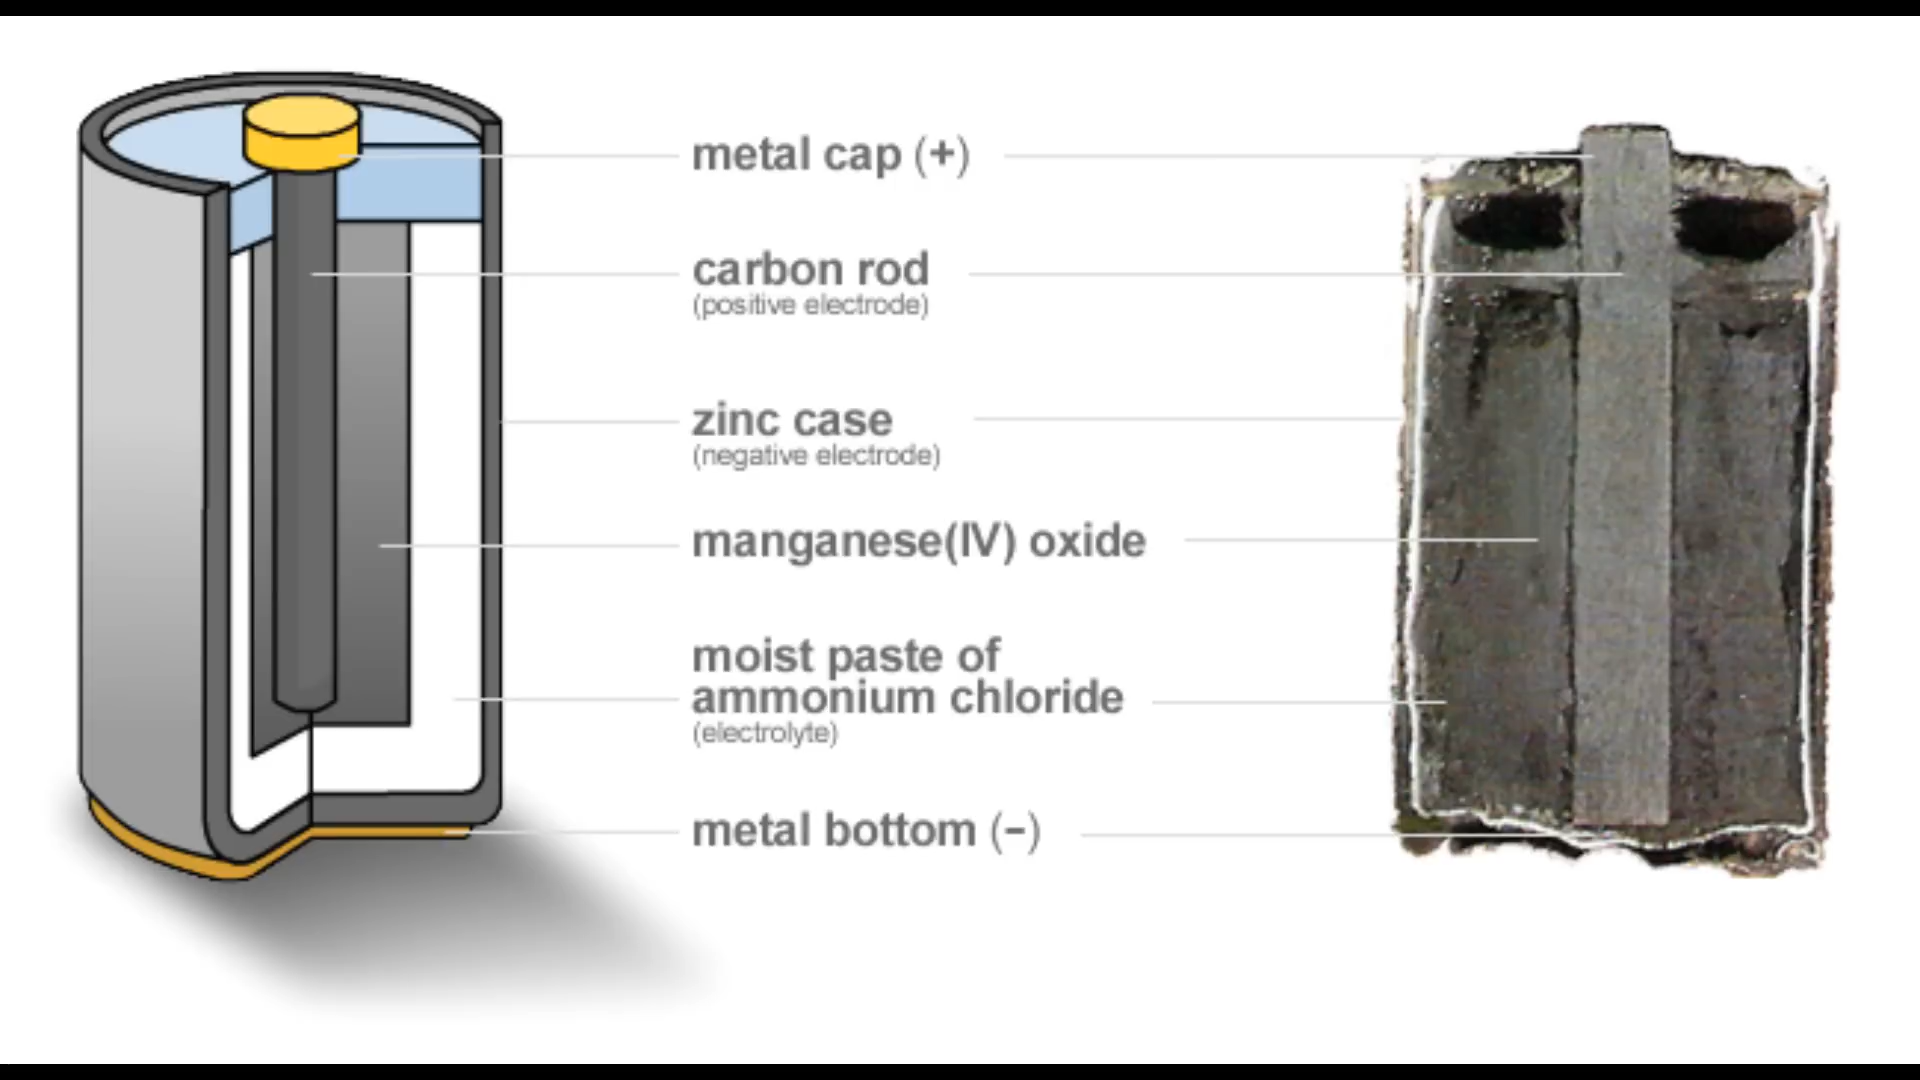 metal cap (+)
carbon rod
(positive electrode)
zinc case
(negative electrode)
manganese(IV) oxide
moist paste of
ammonium chloride
(electrolyte)
metal bottom (−)